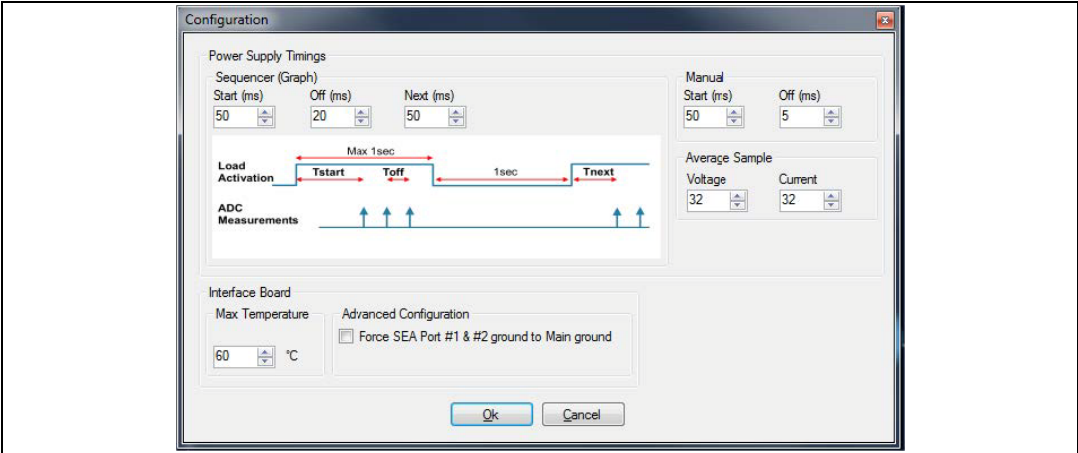 Configuration
Power Supply Timings
Sequencer (Graph)
Start (ms) Off (ms) Next (ms)
50 20 50
Max 1sec
Load
Activation
Tstart Toff 1sec Tnext
ADC
Measurements
Manual
Start (ms) Off (ms)
50 5
Average Sample
Voltage Current
32 32
Interface Board
Max Temperature
60 °C
Advanced Configuration
Force SEA Port #1 & #2 ground to Main ground
Ok Cancel